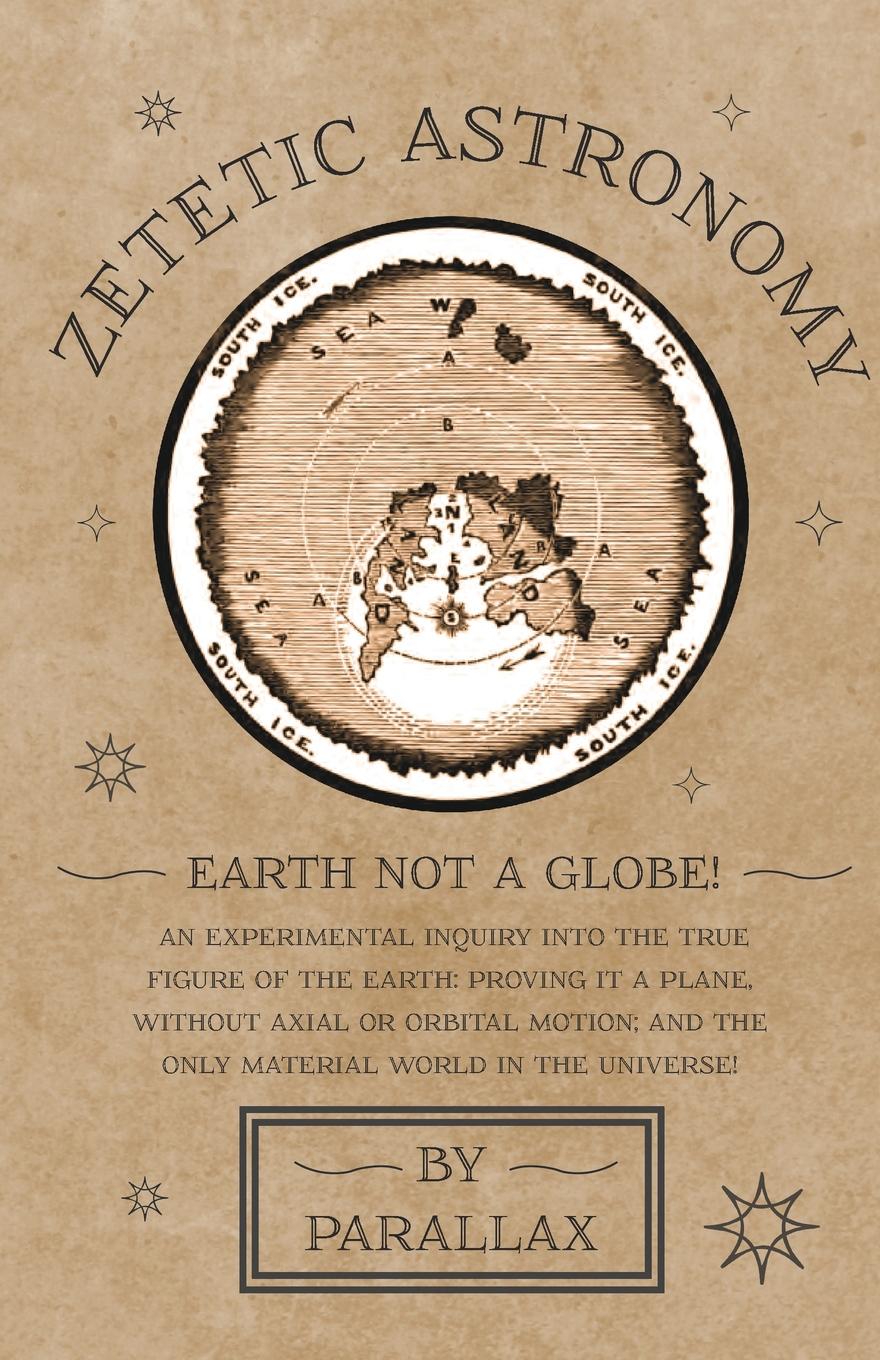 ZETETIC ASTRONOMY
SOUTH ICE.
SOUTH ICE.
SEA
W
A
B
N
E
A
B
A
S
SEA
SEA
SOUTH ICE.
SOUTH ICE.
EARTH NOT A GLOBE!
AN EXPERIMENTAL INQUIRY INTO THE TRUE
FIGURE OF THE EARTH: PROVING IT A PLANE,
WITHOUT AXIAL OR ORBITAL MOTION; AND THE
ONLY MATERIAL WORLD IN THE UNIVERSE!
BY
PARALLAX